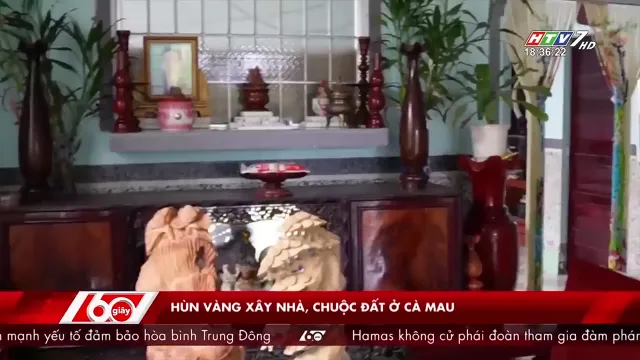 HTV7 HD
18:36:22
60 giây
HÙN VÀNG XÂY NHÀ, CHUỘC ĐẤT Ở CÀ MAU
n mạnh yếu tố đảm bảo hòa bình Trung Đông 60 Hamas không cử phái đoàn tham gia đàm phá